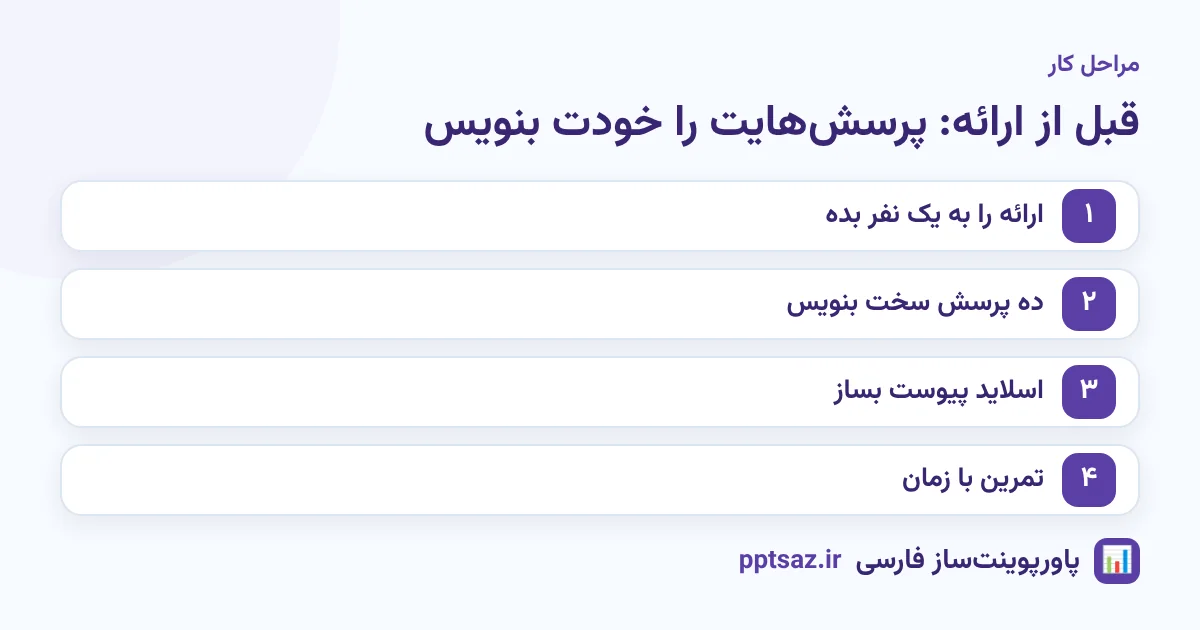 مراحل کار
قبل از ارائه: پرسش‌هایت را خودت بنویس
۱ ارائه را به یک نفر بده
۲ ده پرسش سخت بنویس
۳ اسلاید پیوست بساز
۴ تمرین با زمان
پاورپوینت‌ساز فارسی pptsaz.ir